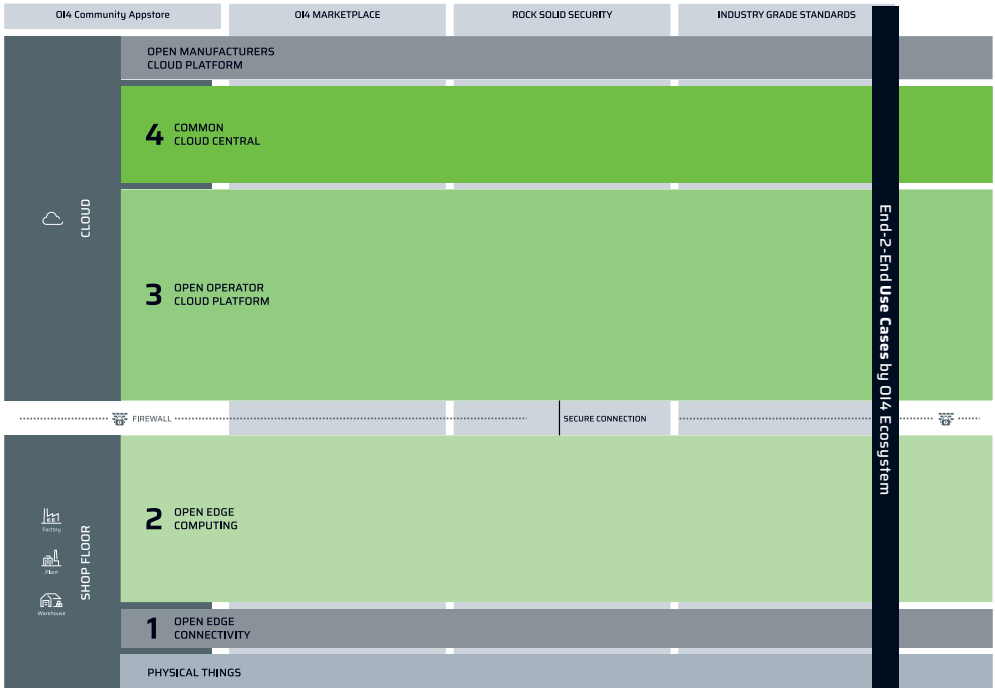 OI4 Community Appstore
OI4 MARKETPLACE
ROCK SOLID SECURITY
INDUSTRY GRADE STANDARDS
OPEN MANUFACTURERS
CLOUD PLATFORM
4
COMMON
CLOUD CENTRAL
CLOUD
3
OPEN OPERATOR
CLOUD PLATFORM
End-2-End Use Cases by OI4 Ecosystem
FIREWALL
SECURE CONNECTION
2
OPEN EDGE
COMPUTING
Factory
Plant
Warehouse
SHOP FLOOR
1
OPEN EDGE
CONNECTIVITY
PHYSICAL THINGS